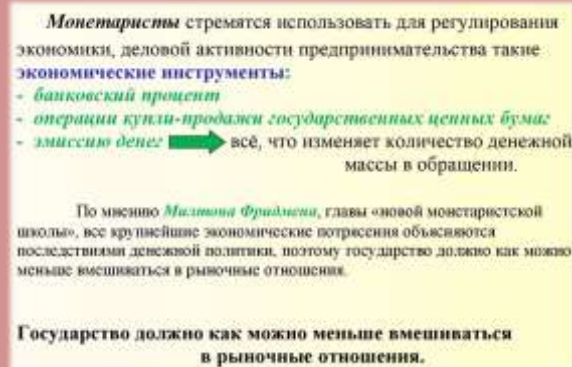 Монетаристы стремятся использовать для регулирования
экономики, деловой активности предпринимательства такие
экономические инструменты:
- банковский процент
- операции купли-продажи государственных ценных бумаг
- эмиссию денег всё, что изменяет количество денежной
массы в обращении.
По мнению Милтона Фридмена, главы «новой монетаристской
школы», все крупнейшие экономические потрясения объясняются
последствиями денежной политики, поэтому государство должно как можно
меньше вмешиваться в рыночные отношения.
Государство должно как можно меньше вмешиваться
в рыночные отношения.